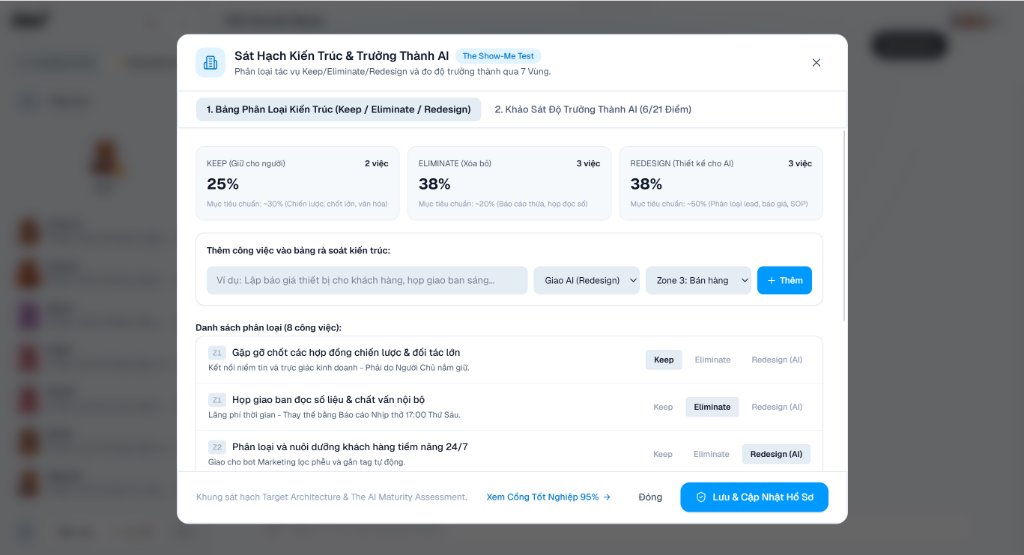 Sát Hạch Kiến Trúc & Trưởng Thành AI The Show-Me Test
Phân loại tác vụ Keep/Eliminate/Redesign và đo độ trưởng thành qua 7 Vùng.
1. Bảng Phân Loại Kiến Trúc (Keep / Eliminate / Redesign) 2. Khảo Sát Độ Trưởng Thành AI (6/21 Điểm)
KEEP (Giữ cho người) 2 việc
25%
Mục tiêu chuẩn: ~30% (Chiến lược, chốt lớn, văn hóa)
ELIMINATE (Xóa bỏ) 3 việc
38%
Mục tiêu chuẩn: ~20% (Báo cáo thừa, họp đọc số)
REDESIGN (Thiết kế cho AI) 3 việc
38%
Mục tiêu chuẩn: ~50% (Phân loại lead, báo giá, SOP)
Thêm công việc vào bảng rà soát kiến trúc:
Ví dụ: Lập báo giá thiết bị cho khách hàng, họp giao ban sáng... Giao AI (Redesign) Zone 3: Bán hàng + Thêm
Danh sách phân loại (8 công việc):
Z1 Gặp gỡ chốt các hợp đồng chiến lược & đối tác lớn
Kết nối niềm tin và trực giác kinh doanh - Phải do Người Chủ nắm giữ.
Keep Eliminate Redesign (AI)
Z1 Họp giao ban đọc số liệu & chất vấn nội bộ
Lãng phí thời gian - Thay thế bằng Báo cáo Nhịp thở 17:00 Thứ Sáu.
Keep Eliminate Redesign (AI)
Z2 Phân loại và nuôi dưỡng khách hàng tiềm năng 24/7
Giao cho bot Marketing lọc phễu và gắn tag tự động.
Keep Eliminate Redesign (AI)
Khung sát hạch Target Architecture & The AI Maturity Assessment. Xem Cổng Tốt Nghiệp 95% → Đóng Lưu & Cập Nhật Hồ Sơ